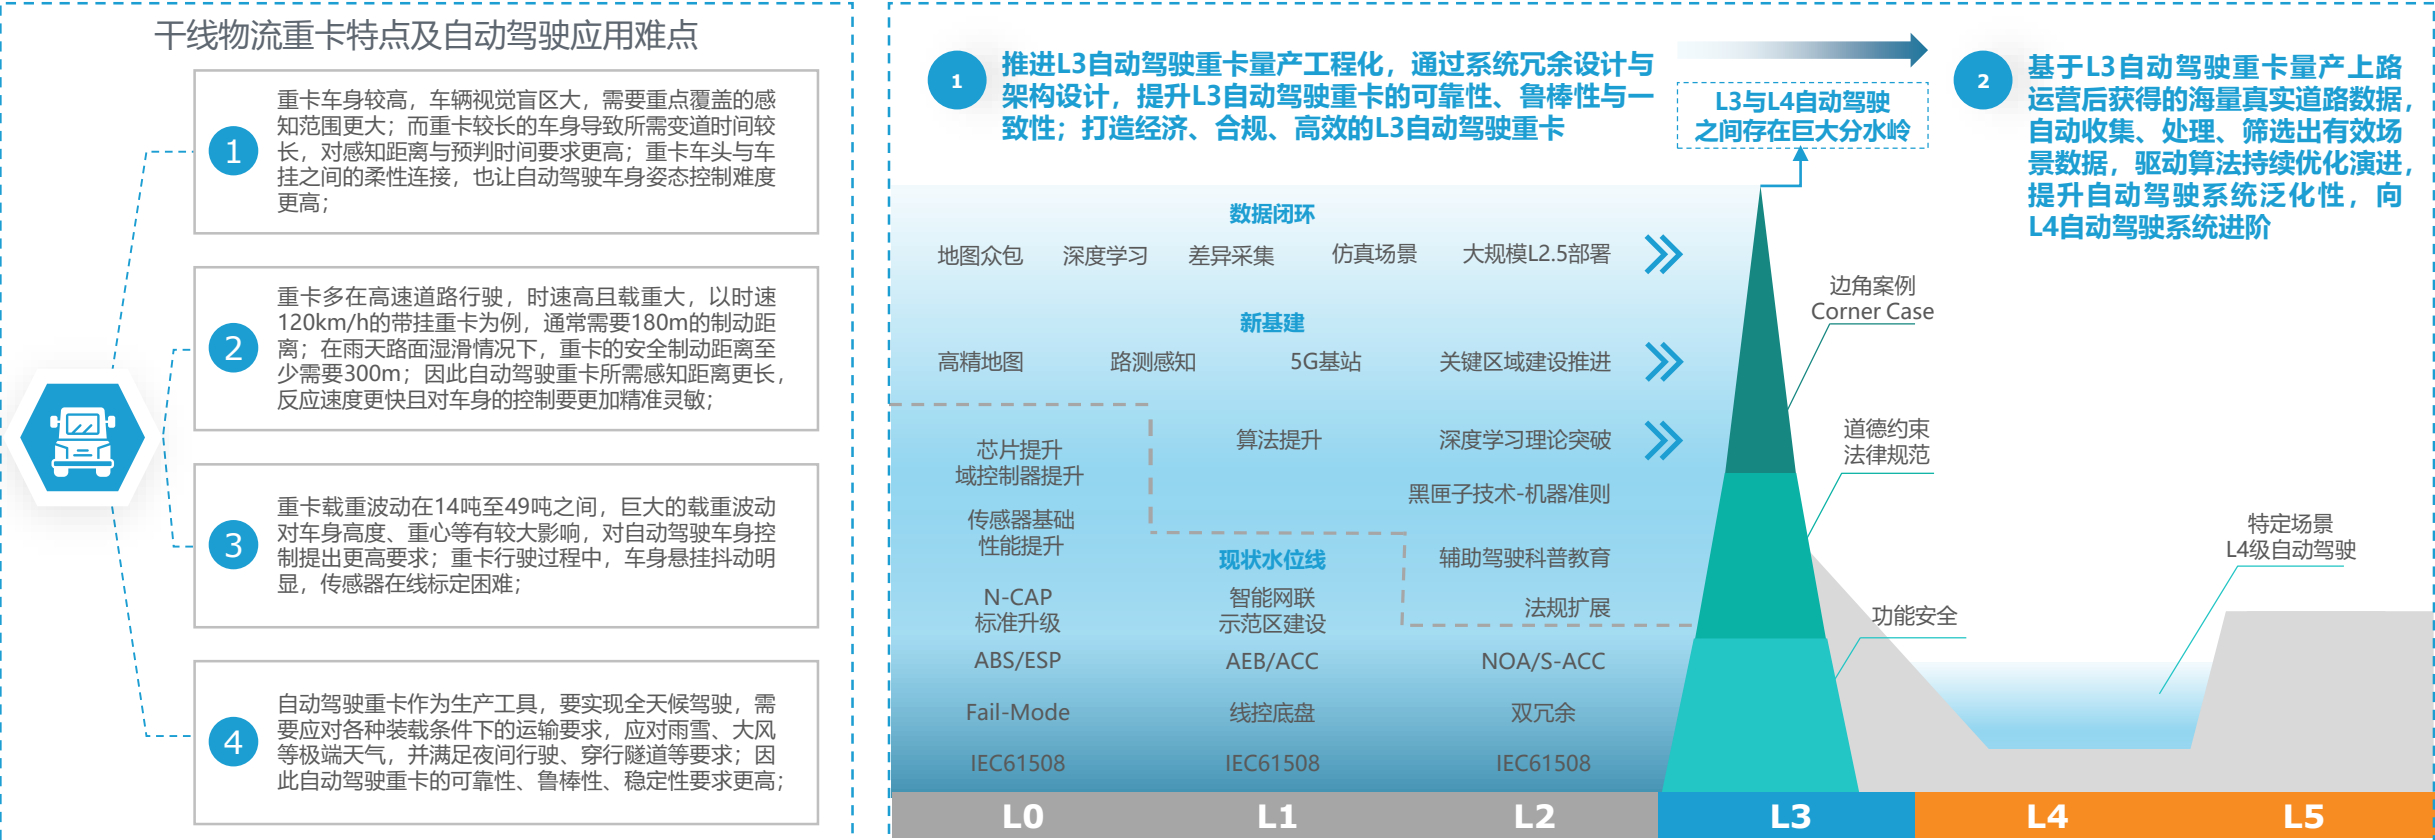 干线物流重卡特点及自动驾驶应用难点
1
重卡车身较高，车辆视觉盲区大，需要重点覆盖的感
知范围更大；而重卡较长的车身导致所需变道时间较
长，对感知距离与预判时间要求更高；重卡车头与车
挂之间的柔性连接，也让自动驾驶车身姿态控制难度
更高；
2
重卡多在高速道路行驶，时速高且载重大，以时速
120km/h的带挂重卡为例，通常需要180m的制动距
离；在雨天路面湿滑情况下，重卡的安全制动距离至
少需要300m；因此自动驾驶重卡所需感知距离更长，
反应速度更快且对车身的控制要更加精准灵敏；
3
重卡载重波动在14吨至49吨之间，巨大的载重波动
对车身高度、重心等有较大影响，对自动驾驶车身控
制提出更高要求；重卡行驶过程中，车身悬挂抖动明
显，传感器在线标定困难；
4
自动驾驶重卡作为生产工具，要实现全天候驾驶，需
要应对各种装载条件下的运输要求，应对雨雪、大风
等极端天气，并满足夜间行驶、穿行隧道等要求；因
此自动驾驶重卡的可靠性、鲁棒性、稳定性要求更高；
1
推进L3自动驾驶重卡量产工程化，通过系统冗余设计与
架构设计，提升L3自动驾驶重卡的可靠性、鲁棒性与一
致性；打造经济、合规、高效的L3自动驾驶重卡
L3与L4自动驾驶
之间存在巨大分水岭
2
基于L3自动驾驶重卡量产上路
运营后获得的海量真实道路数据，
自动收集、处理、筛选出有效场
景数据，驱动算法持续优化演进，
提升自动驾驶系统泛化性，向
L4自动驾驶系统进阶
数据闭环
地图众包 深度学习 差异采集 仿真场景 大规模L2.5部署
新基建
高精地图 路测感知 5G基站 关键区域建设推进
芯片提升
域控制器提升
算法提升 深度学习理论突破
黑匣子技术-机器准则
传感器基础
性能提升
现状水位线
辅助驾驶科普教育
N-CAP
标准升级
智能网联
示范区建设
法规扩展
ABS/ESP AEB/ACC NOA/S-ACC
Fail-Mode 线控底盘 双冗余
IEC61508 IEC61508 IEC61508
边角案例
Corner Case
道德约束
法律规范
功能安全
特定场景
L4级自动驾驶
L0 L1 L2 L3 L4 L5